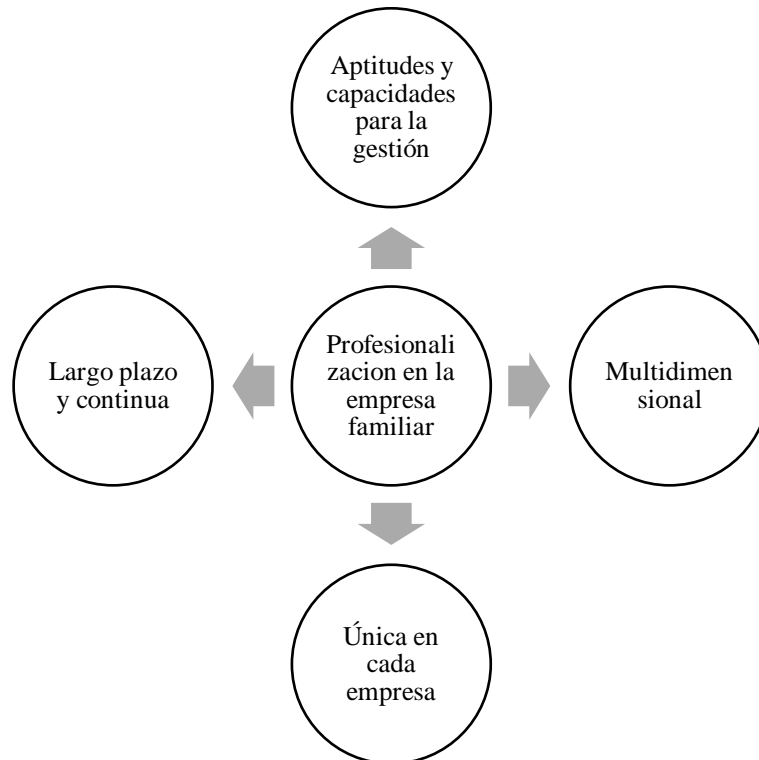 Aptitudes y
capacidades
para la
gestión
Largo plazo
y continua
Profesionali
zacion en la
empresa
familiar
Multidimen
sional
Única en
cada
empresa